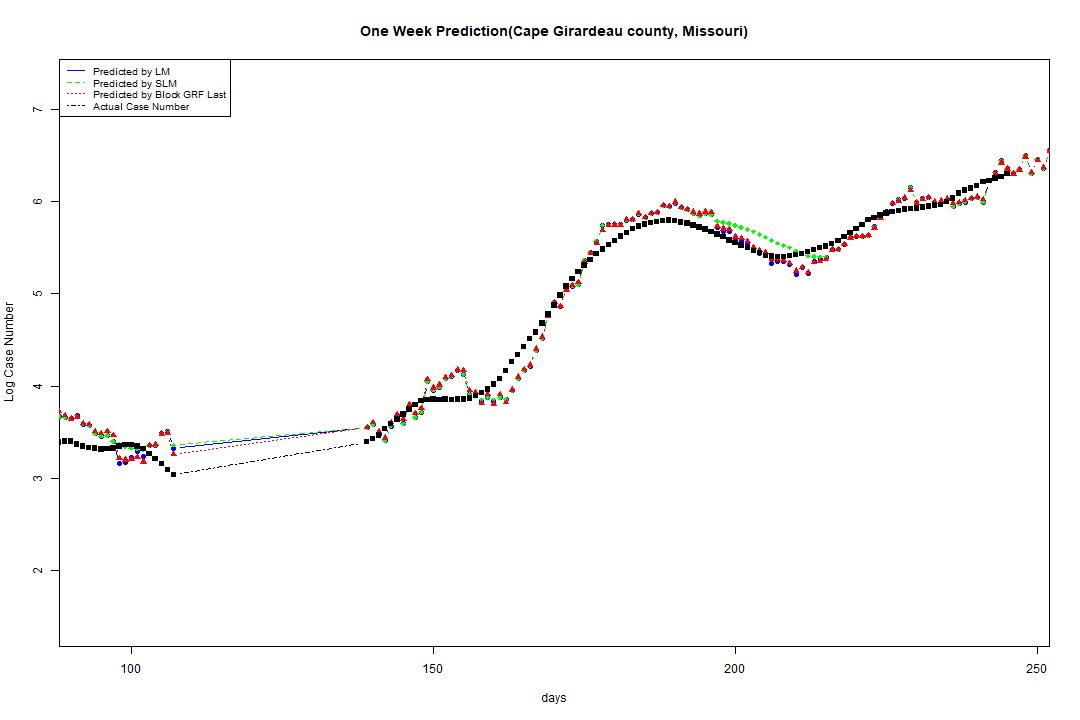 One Week Prediction(Cape Girardeau county, Missouri)
Predicted by LM
Predicted by SLM
Predicted by Block GRF Last
Actual Case Number
Log Case Number
7
6
5
4
3
2
100 150 200 250
days